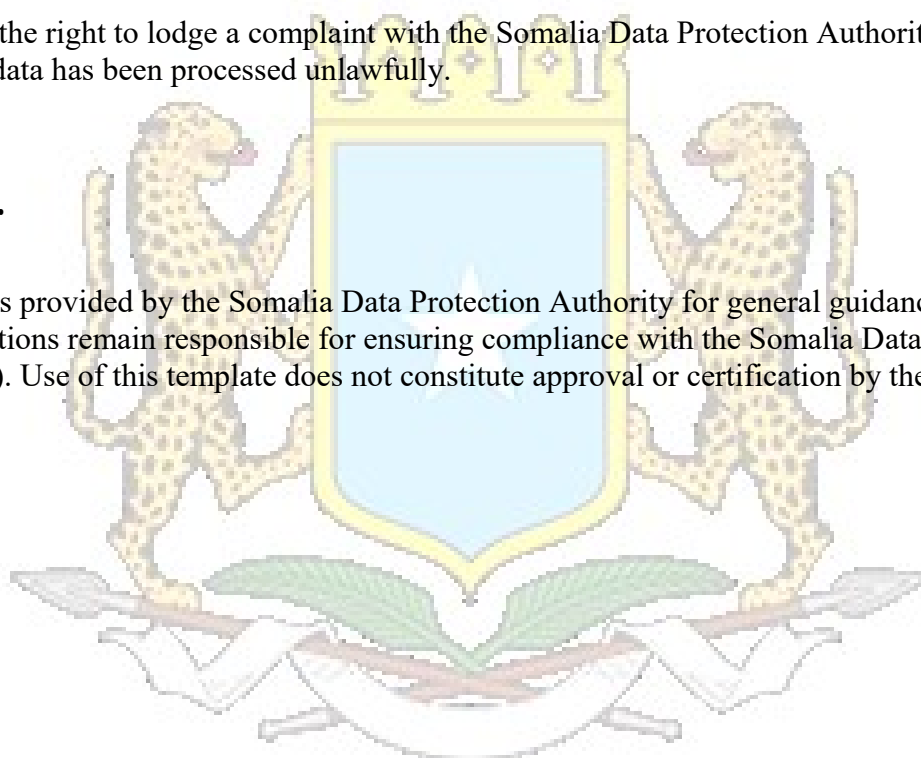 the right to lodge a complaint with the Somalia Data Protection Authorit
data has been processed unlawfully.
.
s provided by the Somalia Data Protection Authority for general guidanc
tions remain responsible for ensuring compliance with the Somalia Data
). Use of this template does not constitute approval or certification by the